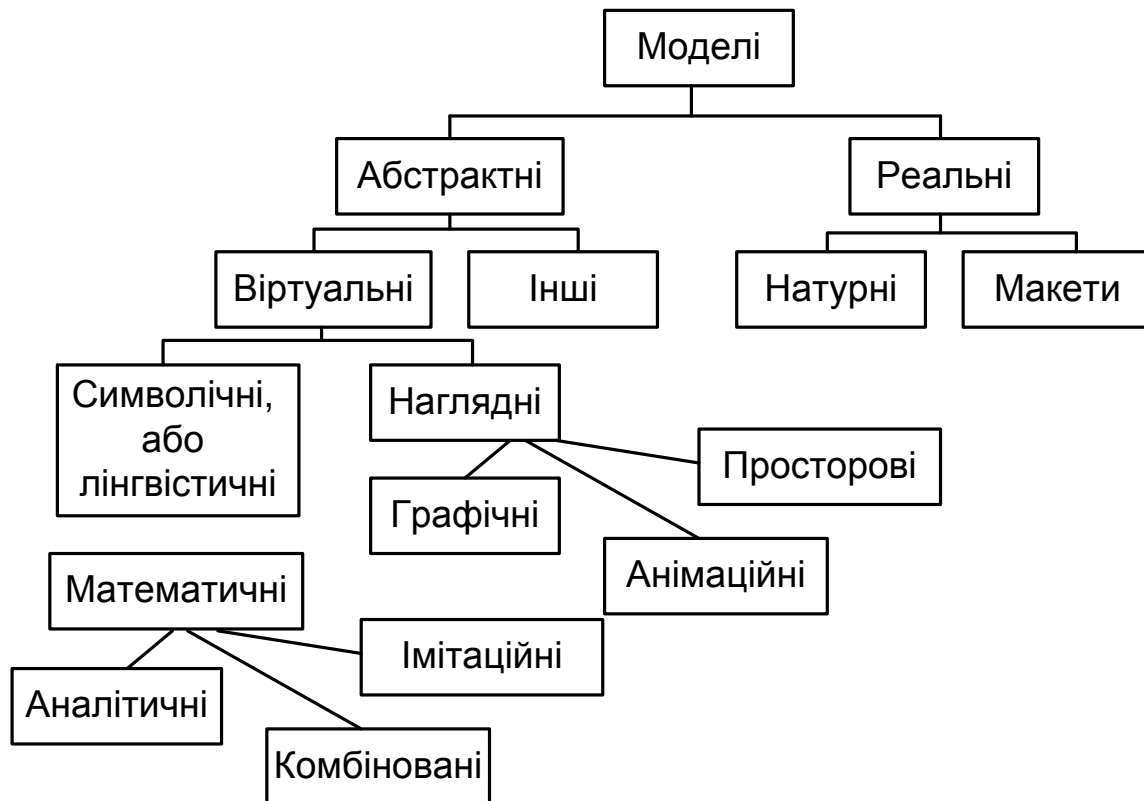 Моделі
Абстрактні
Реальні
Віртуальні
Інші
Натурні
Макети
Символічні,
або
лінгвістичні
Наглядні
Просторові
Графічні
Анімаційні
Математичні
Імітаційні
Аналітичні
Комбіновані